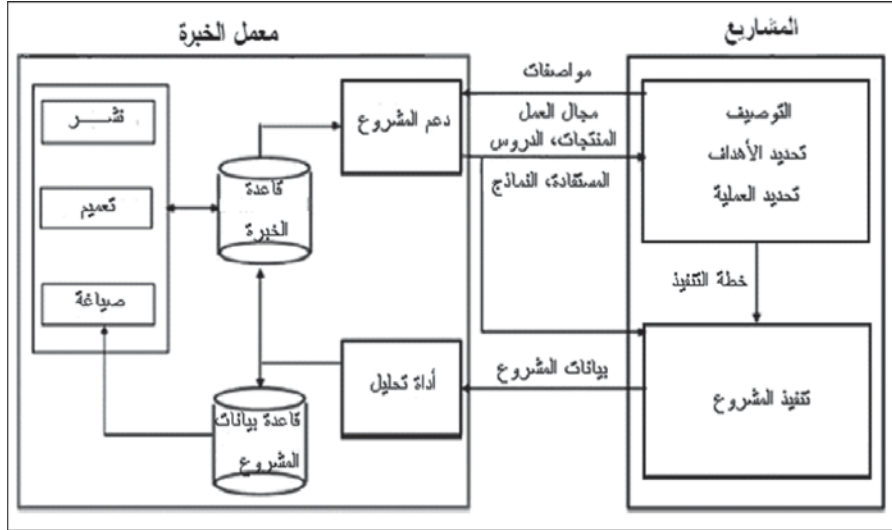 المشاريع
معمل الخبرة
التوصيف
تحديد الأهداف
تحديد العملية
خطة التنفيذ
تنفيذ المشروع
مواصفات
مجال العمل
المنتجات، الدروس
المستفادة، النماذج
بيانات المشروع
دعم المشروع
أداة تحليل
قاعدة
الخبرة
قاعدة بيانات
المشروع
نشـــر
تعميم
صياغة